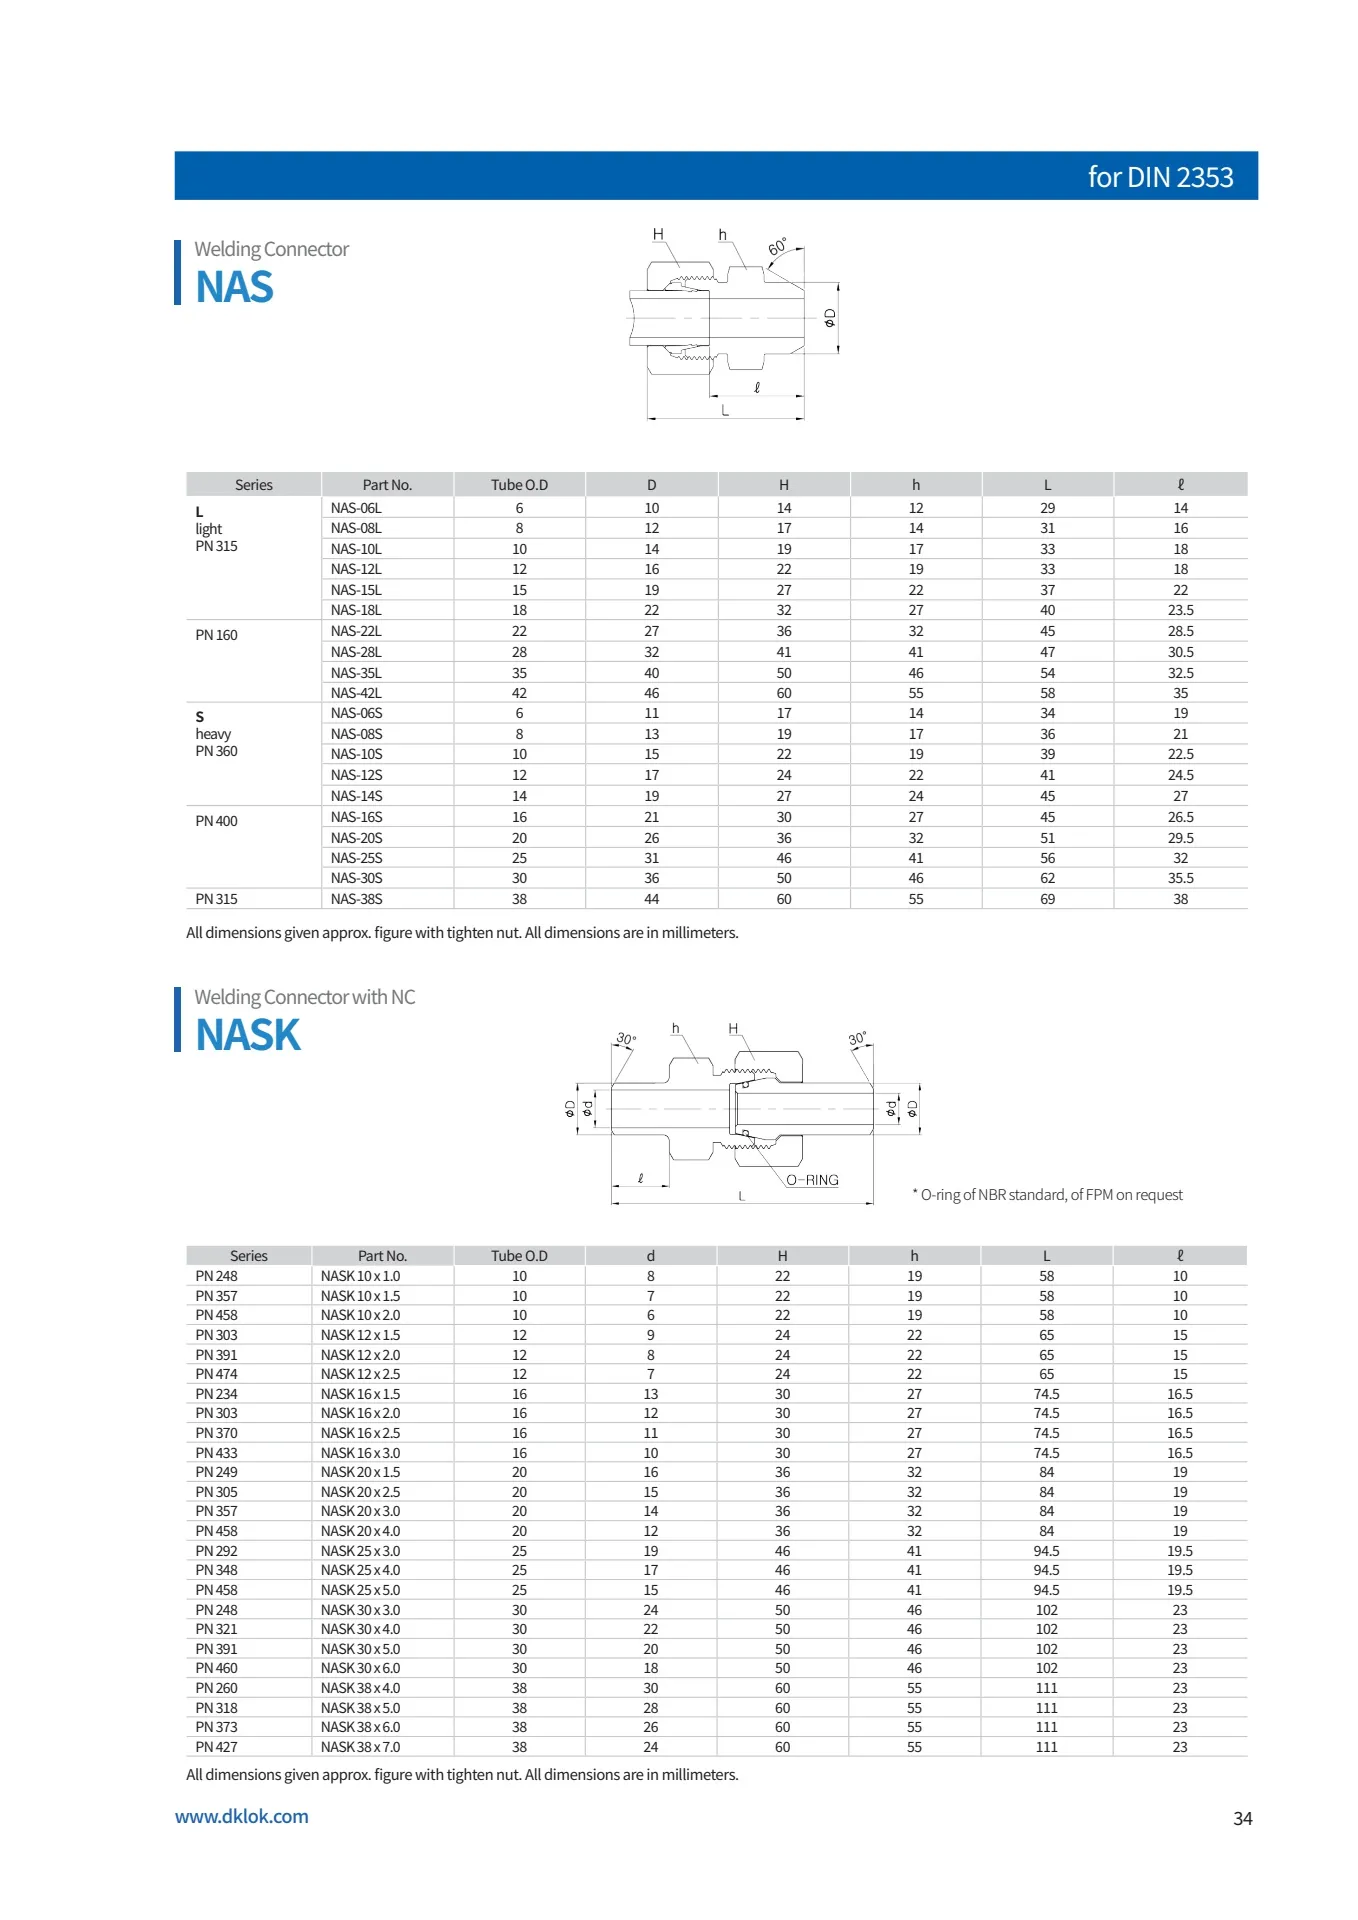 for DIN 2353
Welding Connector
NAS
H h 60°
øD
ℓ
L
Series Part No. Tube O.D D H h L ℓ
L light PN 315 NAS-06L 6 10 14 12 29 14
NAS-08L 8 12 17 14 31 16
NAS-10L 10 14 19 17 33 18
NAS-12L 12 16 22 19 33 18
NAS-15L 15 19 27 22 37 22
NAS-18L 18 22 32 27 40 23.5
PN 160 NAS-22L 22 27 36 32 45 28.5
NAS-28L 28 32 41 41 47 30.5
NAS-35L 35 40 50 46 54 32.5
NAS-42L 42 46 60 55 58 35
S heavy PN 360 NAS-06S 6 11 17 14 34 19
NAS-08S 8 13 19 17 36 21
NAS-10S 10 15 22 19 39 22.5
NAS-12S 12 17 24 22 41 24.5
NAS-14S 14 19 27 24 45 27
PN 400 NAS-16S 16 21 30 27 45 26.5
NAS-20S 20 26 36 32 51 29.5
NAS-25S 25 31 46 41 56 32
NAS-30S 30 36 50 46 62 35.5
PN 315 NAS-38S 38 44 60 55 69 38
All dimensions given approx. figure with tighten nut. All dimensions are in millimeters.
Welding Connector with NC
NASK
30° h H 30°
øD ød ød øD
ℓ O-RING
L
* O-ring of NBR standard, of FPM on request
Series Part No. Tube O.D d H h L ℓ
PN 248 NASK 10 x 1.0 10 8 22 19 58 10
PN 357 NASK 10 x 1.5 10 7 22 19 58 10
PN 458 NASK 10 x 2.0 10 6 22 19 58 10
PN 303 NASK 12 x 1.5 12 9 24 22 65 15
PN 391 NASK 12 x 2.0 12 8 24 22 65 15
PN 474 NASK 12 x 2.5 12 7 24 22 65 15
PN 234 NASK 16 x 1.5 16 13 30 27 74.5 16.5
PN 303 NASK 16 x 2.0 16 12 30 27 74.5 16.5
PN 370 NASK 16 x 2.5 16 11 30 27 74.5 16.5
PN 433 NASK 16 x 3.0 16 10 30 27 74.5 16.5
PN 249 NASK 20 x 1.5 20 16 36 32 84 19
PN 305 NASK 20 x 2.5 20 15 36 32 84 19
PN 357 NASK 20 x 3.0 20 14 36 32 84 19
PN 458 NASK 20 x 4.0 20 12 36 32 84 19
PN 292 NASK 25 x 3.0 25 19 46 41 94.5 19.5
PN 348 NASK 25 x 4.0 25 17 46 41 94.5 19.5
PN 458 NASK 25 x 5.0 25 15 46 41 94.5 19.5
PN 248 NASK 30 x 3.0 30 24 50 46 102 23
PN 321 NASK 30 x 4.0 30 22 50 46 102 23
PN 391 NASK 30 x 5.0 30 20 50 46 102 23
PN 460 NASK 30 x 6.0 30 18 50 46 102 23
PN 260 NASK 38 x 4.0 38 30 60 55 111 23
PN 318 NASK 38 x 5.0 38 28 60 55 111 23
PN 373 NASK 38 x 6.0 38 26 60 55 111 23
PN 427 NASK 38 x 7.0 38 24 60 55 111 23
All dimensions given approx. figure with tighten nut. All dimensions are in millimeters.
www.dklok.com 34